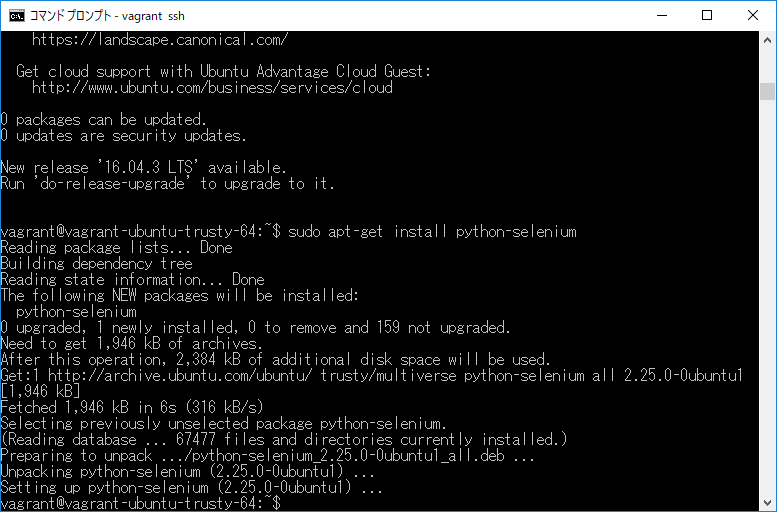 コマンド プロンプト - vagrant ssh
https://landscape.canonical.com/
Get cloud support with Ubuntu Advantage Cloud Guest:
http://www.ubuntu.com/business/services/cloud
0 packages can be updated.
0 updates are security updates.
New release '16.04.3 LTS' available.
Run 'do-release-upgrade' to upgrade to it.
vagrant@vagrant-ubuntu-trusty-64:~$ sudo apt-get install python-selenium
Reading package lists... Done
Building dependency tree
Reading state information... Done
The following NEW packages will be installed:
python-selenium
0 upgraded, 1 newly installed, 0 to remove and 159 not upgraded.
Need to get 1,946 kB of archives.
After this operation, 2,384 kB of additional disk space will be used.
Get:1 http://archive.ubuntu.com/ubuntu/ trusty/multiverse python-selenium all 2.25.0-0ubuntu1
[1,946 kB]
Fetched 1,946 kB in 6s (316 kB/s)
Selecting previously unselected package python-selenium.
(Reading database ... 67477 files and directories currently installed.)
Preparing to unpack .../python-selenium_2.25.0-0ubuntu1_all.deb ...
Unpacking python-selenium (2.25.0-0ubuntu1) ...
Setting up python-selenium (2.25.0-0ubuntu1) ...
vagrant@vagrant-ubuntu-trusty-64:~$